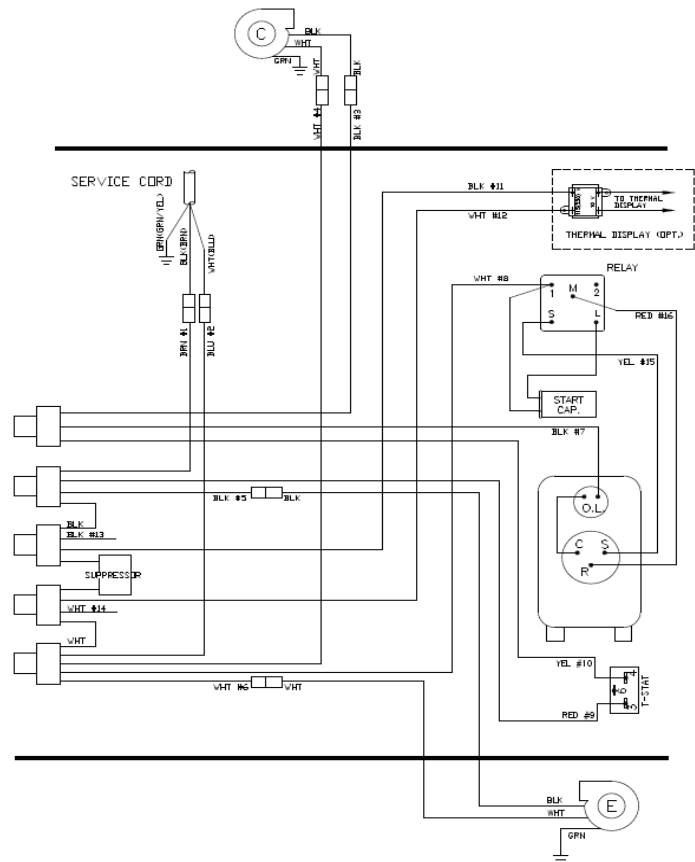 C
BLK
WHT
GRN
WHT
BLK
WHT #4
BLK #3
SERVICE CORD
GRN(GRN/YEL)
BLK(BRN)
WHT(BLU)
BRN #1
BLU #2
BLK #11
WHT #12
TO THERMAL
DISPLAY
THERMAL DISPLAY (OPT.)
RELAY
WHT #8
1
M
2
S
L
RED #16
YEL #15
START
CAP.
BLK #7
O.L.
C
S
R
BLK #5
BLK
BLK
BLK #13
SUPPRESSOR
WHT #14
WHT
WHT #6
WHT
YEL #10
RED #9
4
6
3
T-STAT
BLK
WHT
GRN
E